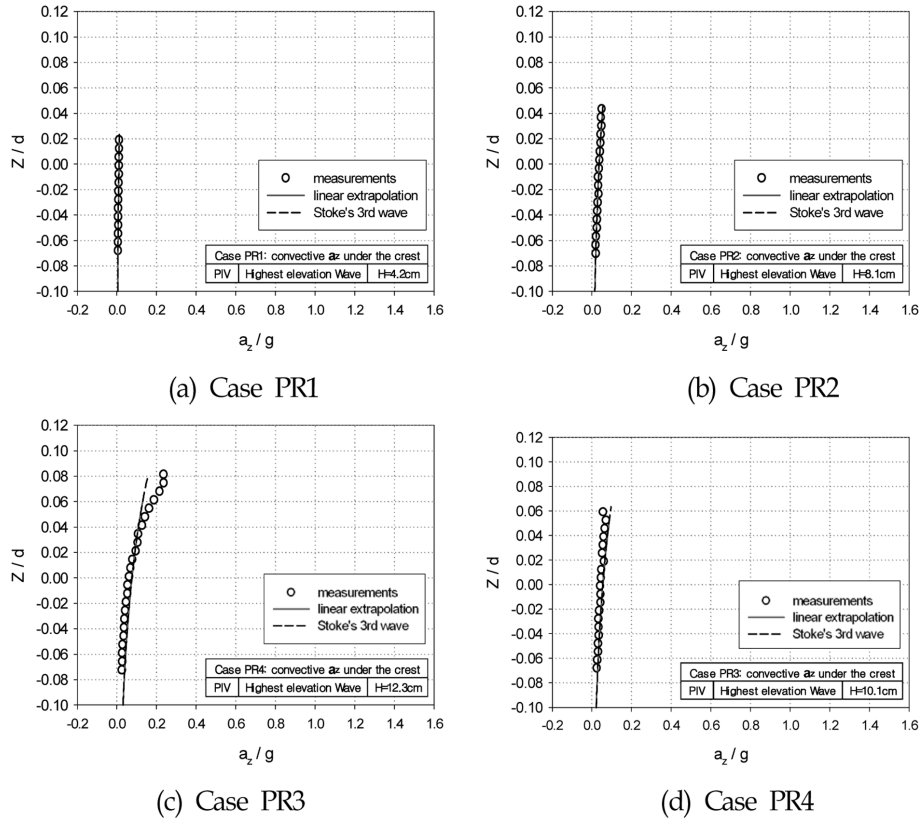 0.12
0.10
0.08
0.06
0.04
0.02
0.00
-0.02
-0.04
-0.06
-0.08
-0.10
Z / d
measurements
linear extrapolation
Stoke's 3rd wave
Case PR1: convective az under the crest
PIV Highest elevation Wave H=4.2cm
-0.2 0.0 0.2 0.4 0.6 0.8 1.0 1.2 1.4 1.6
az / g
(a) Case PR1
0.12
0.10
0.08
0.06
0.04
0.02
0.00
-0.02
-0.04
-0.06
-0.08
-0.10
Z / d
measurements
linear extrapolation
Stoke's 3rd wave
Case PR2: convective az under the crest
PIV Highest elevation Wave H=8.1cm
-0.2 0.0 0.2 0.4 0.6 0.8 1.0 1.2 1.4 1.6
az / g
(b) Case PR2
0.12
0.10
0.08
0.06
0.04
0.02
0.00
-0.02
-0.04
-0.06
-0.08
-0.10
Z / d
measurements
linear extrapolation
Stoke's 3rd wave
Case PR4: convective az under the crest
PIV Highest elevation Wave H=12.3cm
-0.2 0.0 0.2 0.4 0.6 0.8 1.0 1.2 1.4 1.6
az / g
(c) Case PR3
0.12
0.10
0.08
0.06
0.04
0.02
0.00
-0.02
-0.04
-0.06
-0.08
-0.10
Z / d
measurements
linear extrapolation
Stoke's 3rd wave
Case PR3: convective az under the crest
PIV Highest elevation Wave H=10.1cm
-0.2 0.0 0.2 0.4 0.6 0.8 1.0 1.2 1.4 1.6
az / g
(d) Case PR4